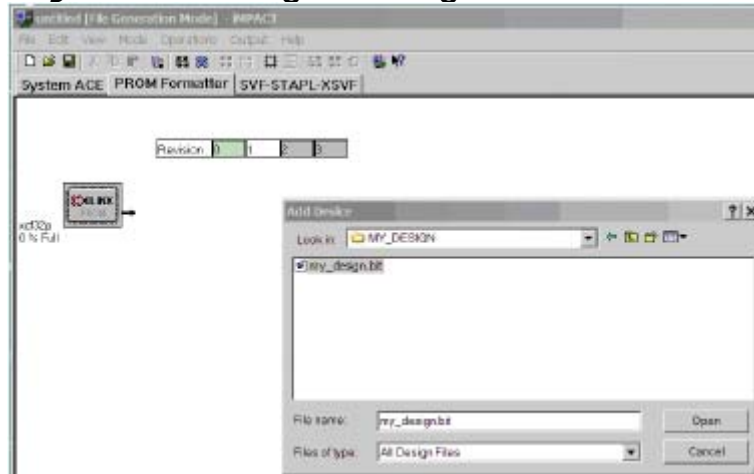 untitled [File Generation Mode] - iMPACT
File Edit View Mode Operations Output Help
System ACE PROM Formatter SVF-STAPL-XSVF
Revision 0 1 2 3
XILINX
xcf32p
0 % Full
Add Device
Look in: MY_DESIGN
my_design.bit
File name: my_design.bit Open
Files of type: All Design Files Cancel